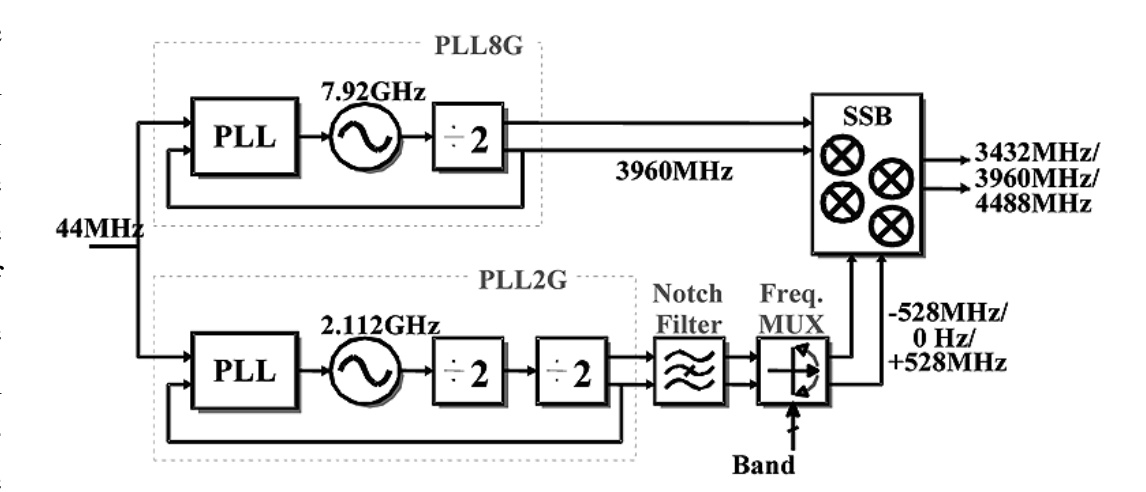 PLL8G
7.92GHz
PLL
÷2
SSB
3960MHz
3432MHz/
3960MHz/
4488MHz
44MHz
PLL2G
2.112GHz
PLL
÷2
÷2
Notch
Filter
Freq.
MUX
-528MHz/
0 Hz/
+528MHz
Band